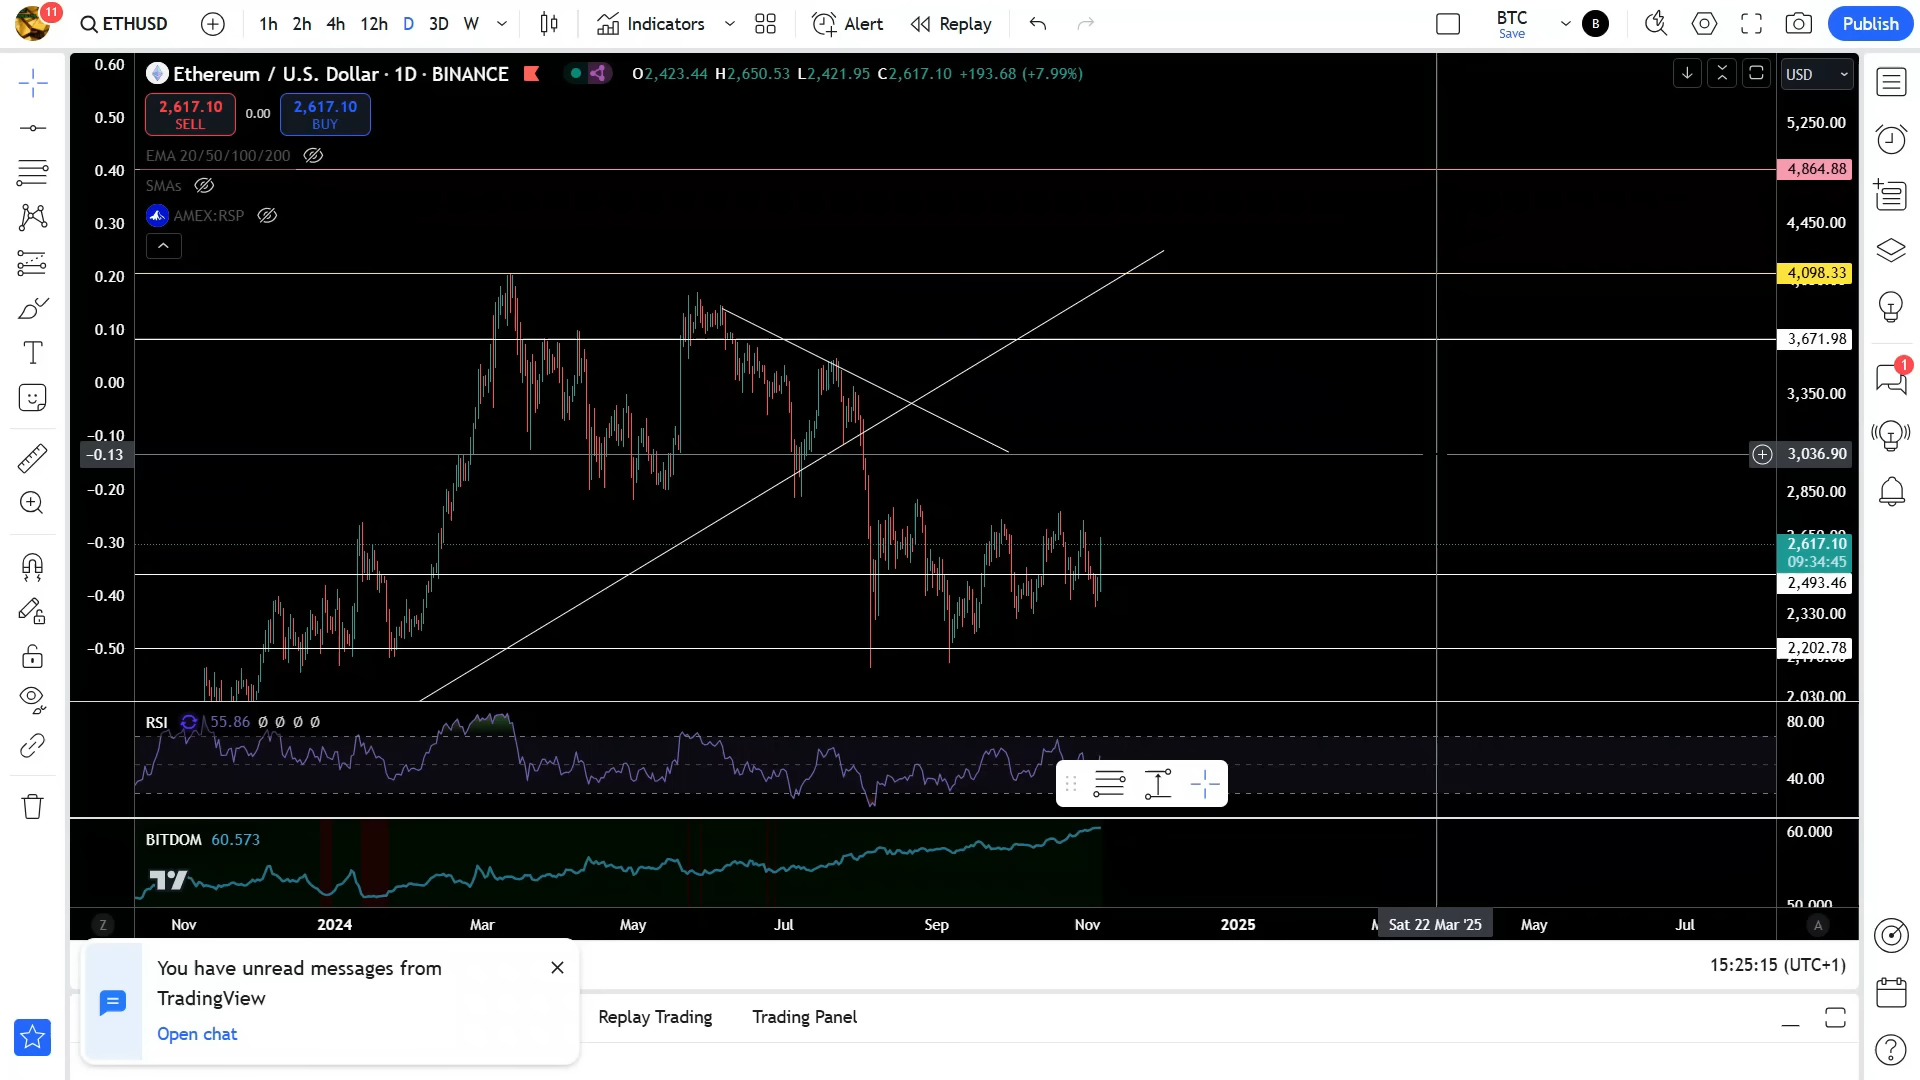 11
ETHUSD
1h 2h 4h 12h D 3D W
Indicators
Alert
Replay
BTC
Save
B
Publish
Ethereum / U.S. Dollar · 1D · BINANCE
O2,423.44 H2,650.53 L2,421.95 C2,617.10 +193.68 (+7.99%)
USD
2,617.10
SELL
0.00
2,617.10
BUY
EMA 20/50/100/200
SMAs
AMEX:RSP
0.60
0.50
0.40
0.30
0.20
0.10
0.00
−0.10
−0.13
−0.20
−0.30
−0.40
−0.50
5,250.00
4,864.88
4,450.00
4,098.33
3,671.98
3,350.00
3,036.90
2,850.00
2,617.10
09:34:45
2,493.46
2,330.00
2,202.78
2,030.00
RSI 55.86 Ø Ø Ø Ø
80.00
40.00
BITDOM 60.573
60.000
50.000
Z
Nov 2024 Mar May Jul Sep Nov 2025 Sat 22 Mar '25 May Jul
A
15:25:15 (UTC+1)
You have unread messages from
TradingView
Open chat
Replay Trading
Trading Panel
1